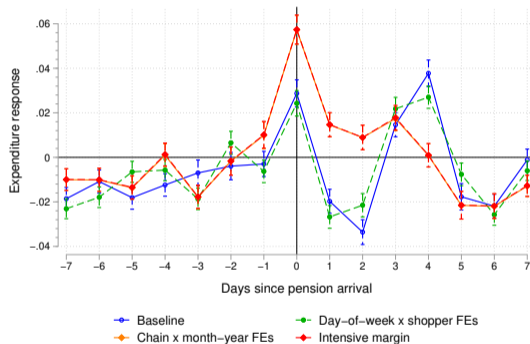 .06
.04
.02
0
−.02
−.04
Expenditure response
−7 −6 −5 −4 −3 −2 −1 0 1 2 3 4 5 6 7
Days since pension arrival
Baseline
Day−of−week x shopper FEs
Chain x month−year FEs
Intensive margin